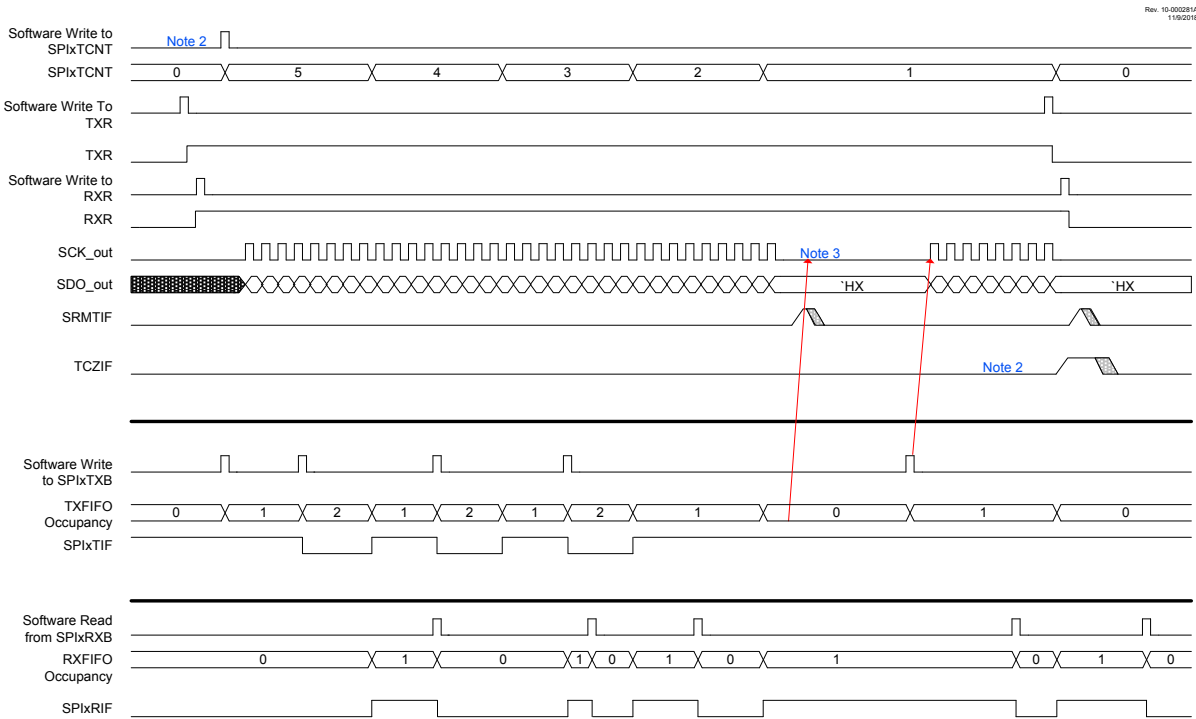 Rev. 10-000281A
11/9/2018
Software Write to
SPIxTCNT
Note 2
SPIxTCNT
0 5 4 3 2 1 0
Software Write To
TXR
TXR
Software Write to
RXR
RXR
SCK_out
Note 3
SDO_out
`HX `HX
SRMTIF
TCZIF
Note 2
Software Write
to SPIxTXB
TXFIFO
Occupancy
0 1 2 1 2 1 2 1 0 1 0
SPIxTIF
Software Read
from SPIxRXB
RXFIFO
Occupancy
0 1 0 1 0 1 0 1 0 1 0
SPIxRIF